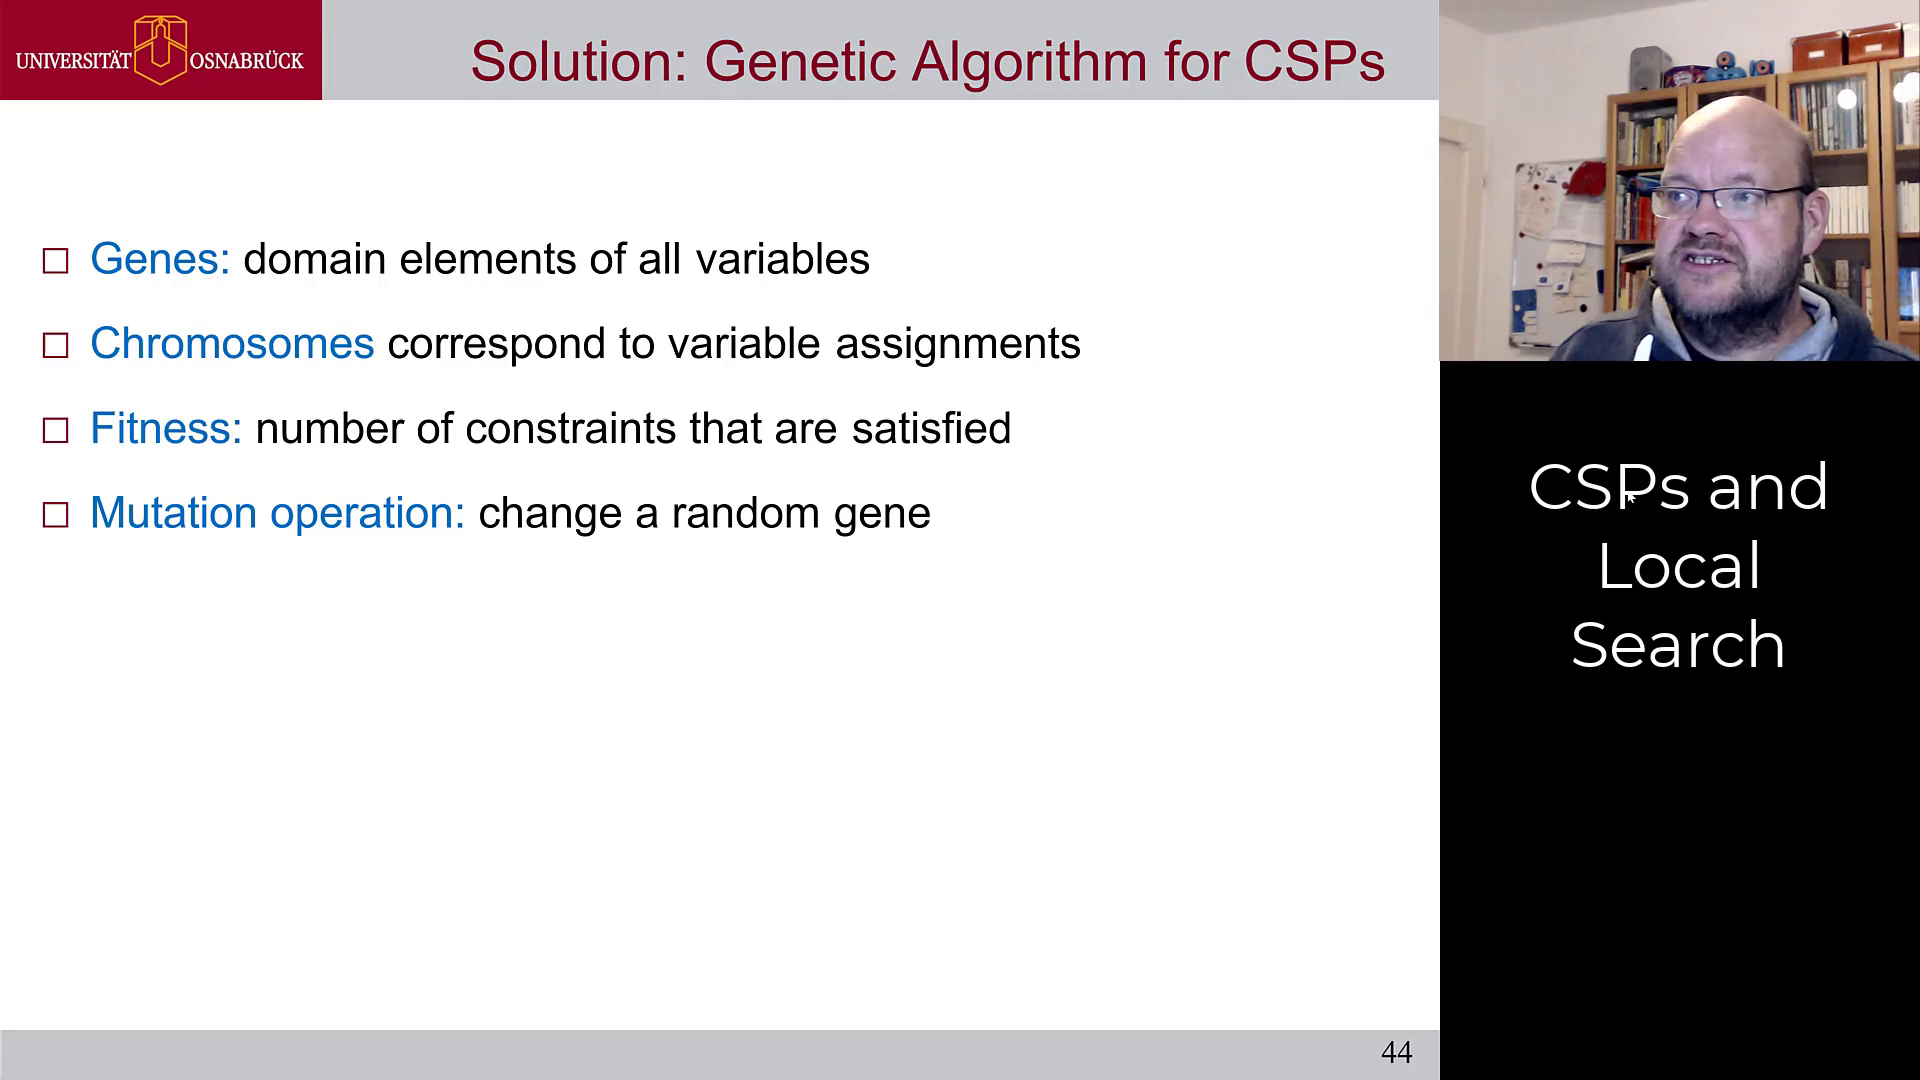 UNIVERSITÄT OSNABRÜCK
Solution: Genetic Algorithm for CSPs
Genes: domain elements of all variables
Chromosomes correspond to variable assignments
Fitness: number of constraints that are satisfied
Mutation operation: change a random gene
44
CSPs and
Local
Search